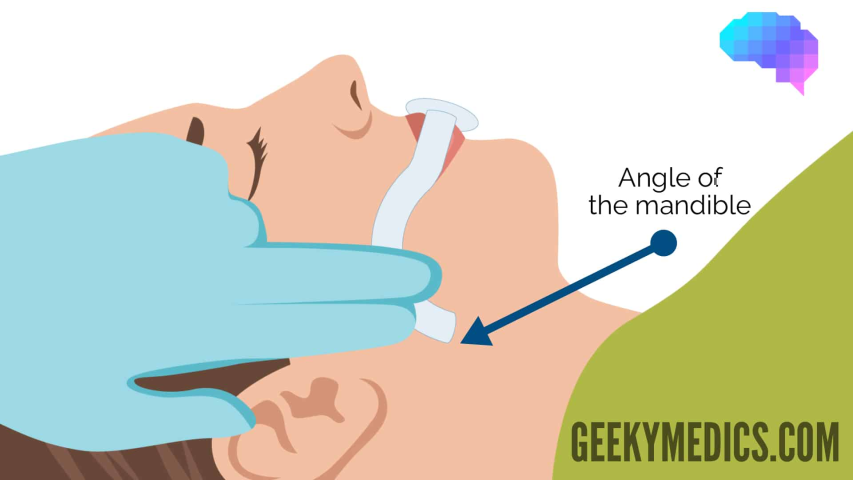 Angle of
the mandible
GEEKYMEDICS.COM